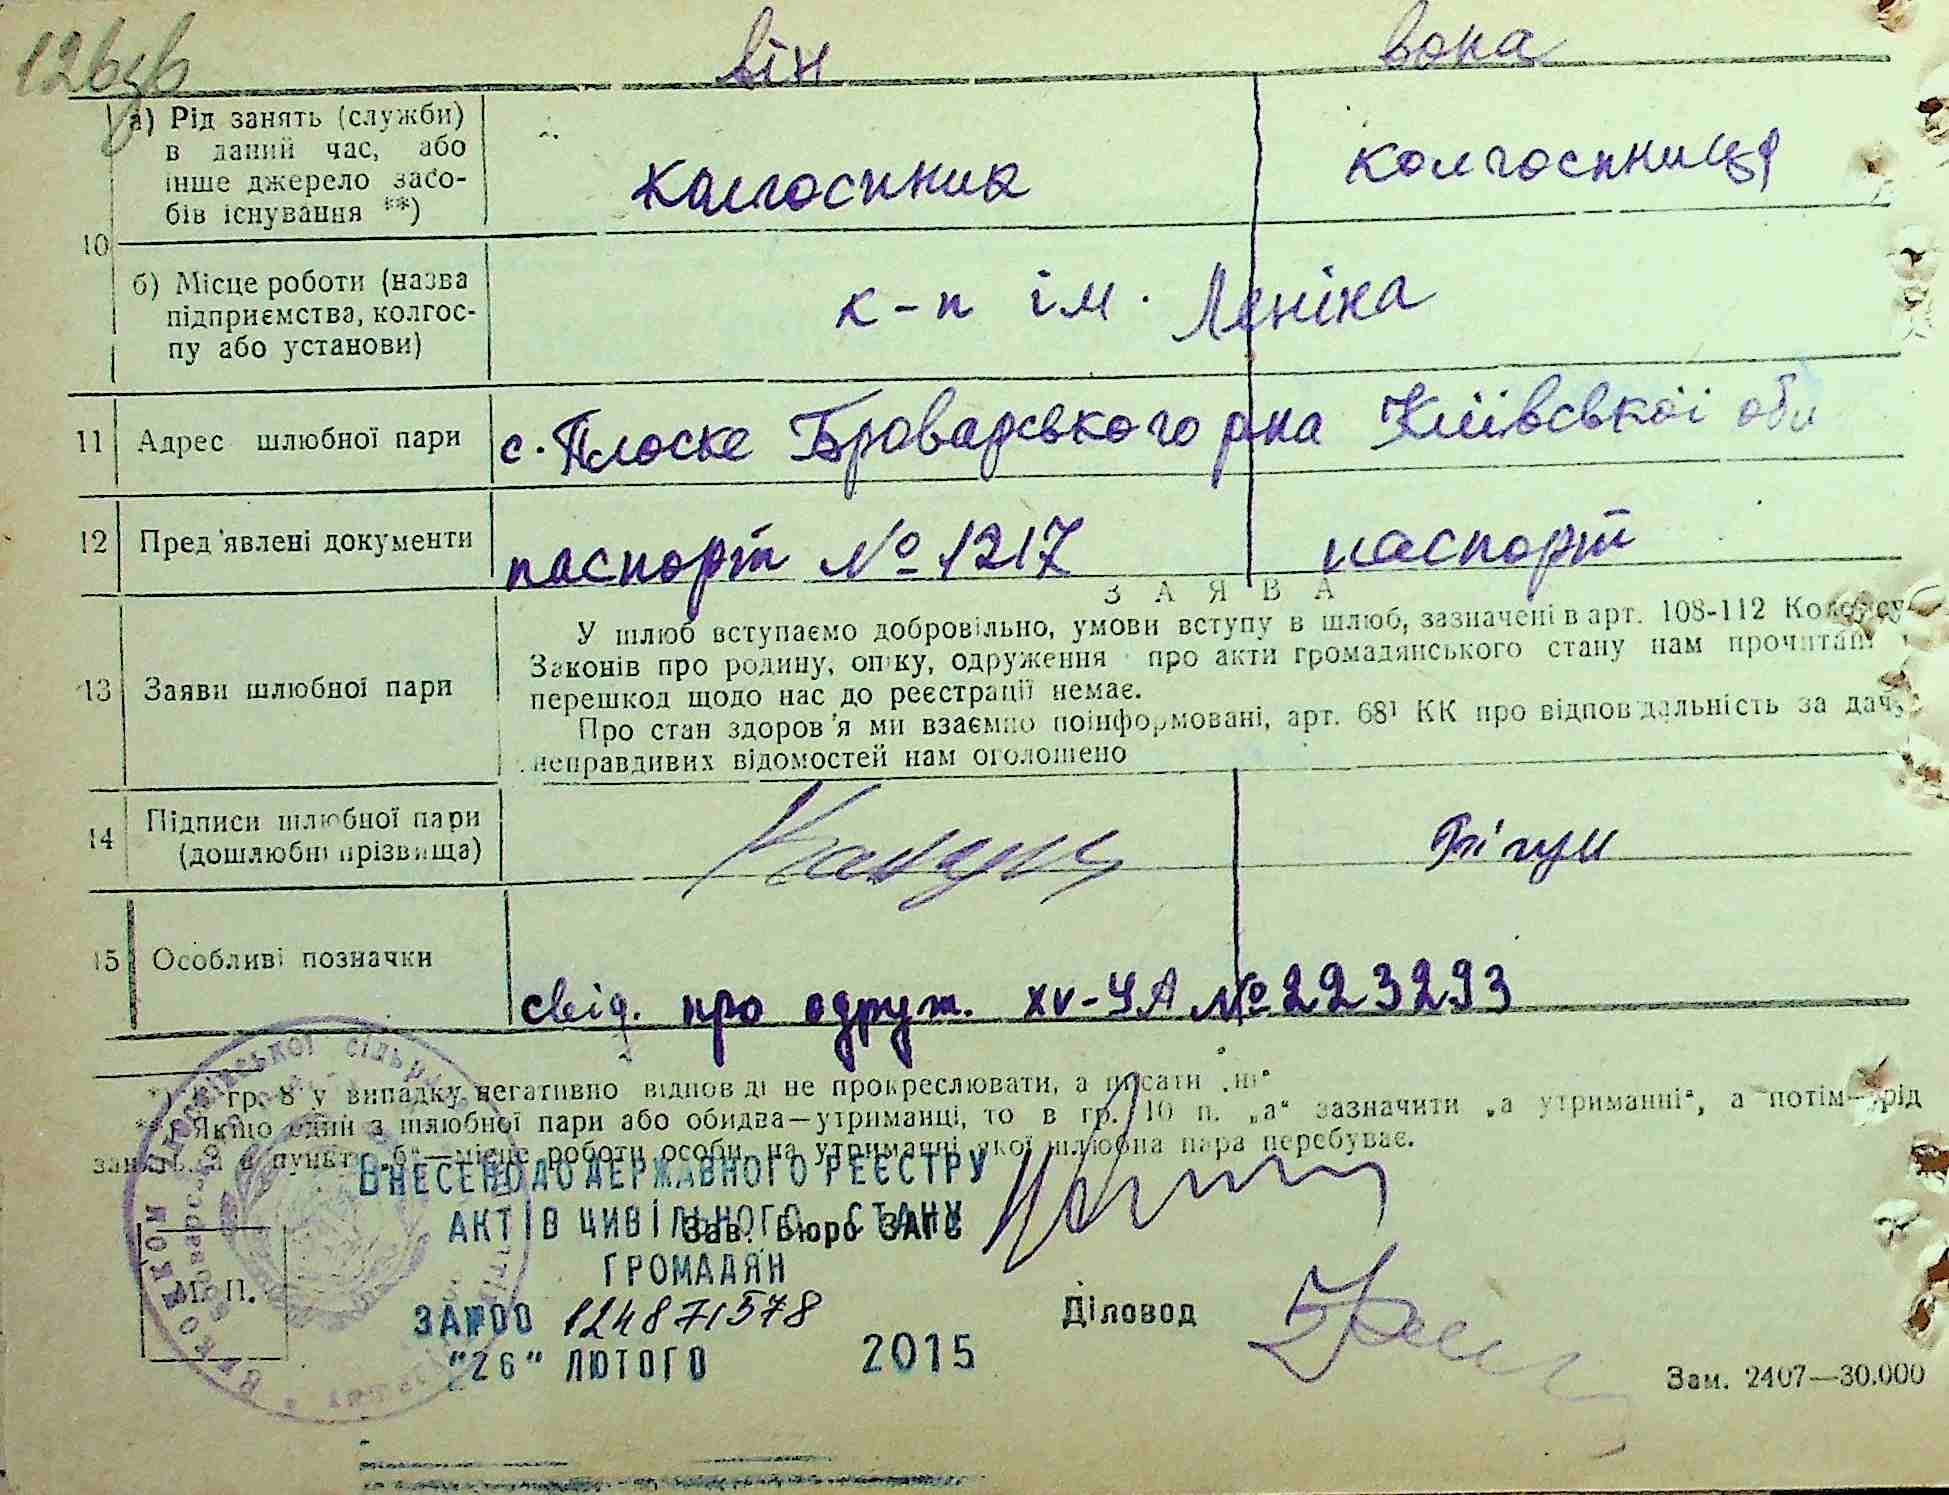 126зв
він вона
а) Рід занять (служби)
в даний час, або
інше джерело засо-
бів існування **)
колгоспник колгоспниця
10
б) Місце роботи (назва
підприємства, колгос-
пу або установи)
к-п ім. Леніна
11 Адрес шлюбної пари с. Плоске Броварського р-на Київської обл
12 Пред'явлені документи паспорт № 1217 паспорт
ЗАЯВА
У шлюб вступаємо добровільно, умови вступу в шлюб, зазначені в арт. 108-112 Кодексу
Законів про родину, опіку, одруження про акти громадянського стану нам прочитані
перешкод щодо нас до реєстрації немає.
13 Заяви шлюбної пари
Про стан здоров'я ми взаємно поінформовані, арт. 68¹ КК про відповідальність за дачу
неправдивих відомостей нам оголошено
14 Підписи шлюбної пари
(дошлюбні прізвища)
Бігун
15 Особливі позначки
свід. про одруж. XV-УА № 223293
*) В гр. 8 у випадку негативно відповіді не прокреслювати, а писати „ні“
**) Якщо один з шлюбної пари або обидва—утриманці, то в гр. 10 п. „а“ зазначити „а утриманні“, а потім—рід
занять, а в пункті „б“—місце роботи особи, на утриманні якої шлюбна пара перебуває.
ВНЕСЕНО ДО ДЕРЖАВНОГО РЕЄСТРУ
АКТІВ ЦИВІЛЬНОГО СТАНУ
Зав. Бюро ЗАГС
ГРОМАДЯН
М. П.
ЗА №00 124871578
Діловод
"26" ЛЮТОГО 2015
Зам. 2407—30.000